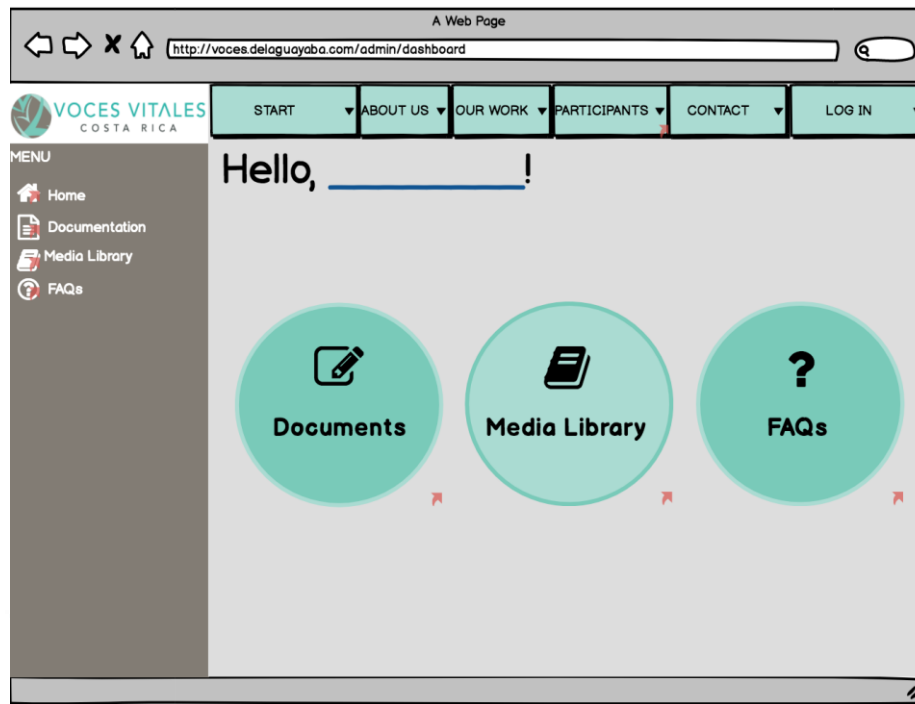 A Web Page
http://voces.delaguayaba.com/admin/dashboard
VOCES VITALES
COSTA RICA
START
ABOUT US
OUR WORK
PARTICIPANTS
CONTACT
LOG IN
MENU
Home
Documentation
Media Library
FAQs
Hello, __________!
Documents
Media Library
?
FAQs